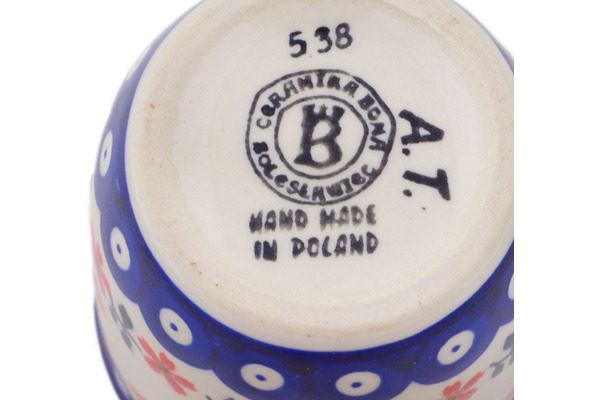 538
CERAMIKA BONA
B
BOLESŁAWIEC
A.T.
HAND MADE
IN POLAND